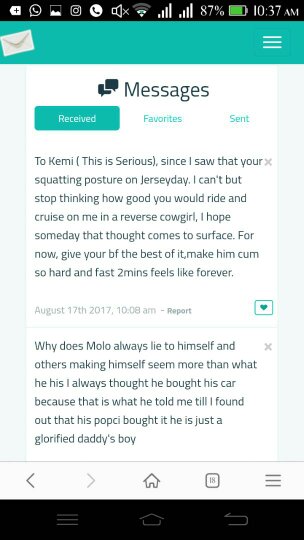 87% 10:37 AM
Messages
Received Favorites Sent
To Kemi ( This is Serious), since I saw that your
squatting posture on Jerseyday. I can't but
stop thinking how good you would ride and
cruise on me in a reverse cowgirl, I hope
someday that thought comes to surface. For
now, give your bf the best of it,make him cum
so hard and fast 2mins feels like forever.
August 17th 2017, 10:08 am - Report
Why does Molo always lie to himself and
others making himself seem more than what
he his I always thought he bought his car
because that is what he told me till I found
out that his popci bought it he is just a
glorified daddy's boy
18